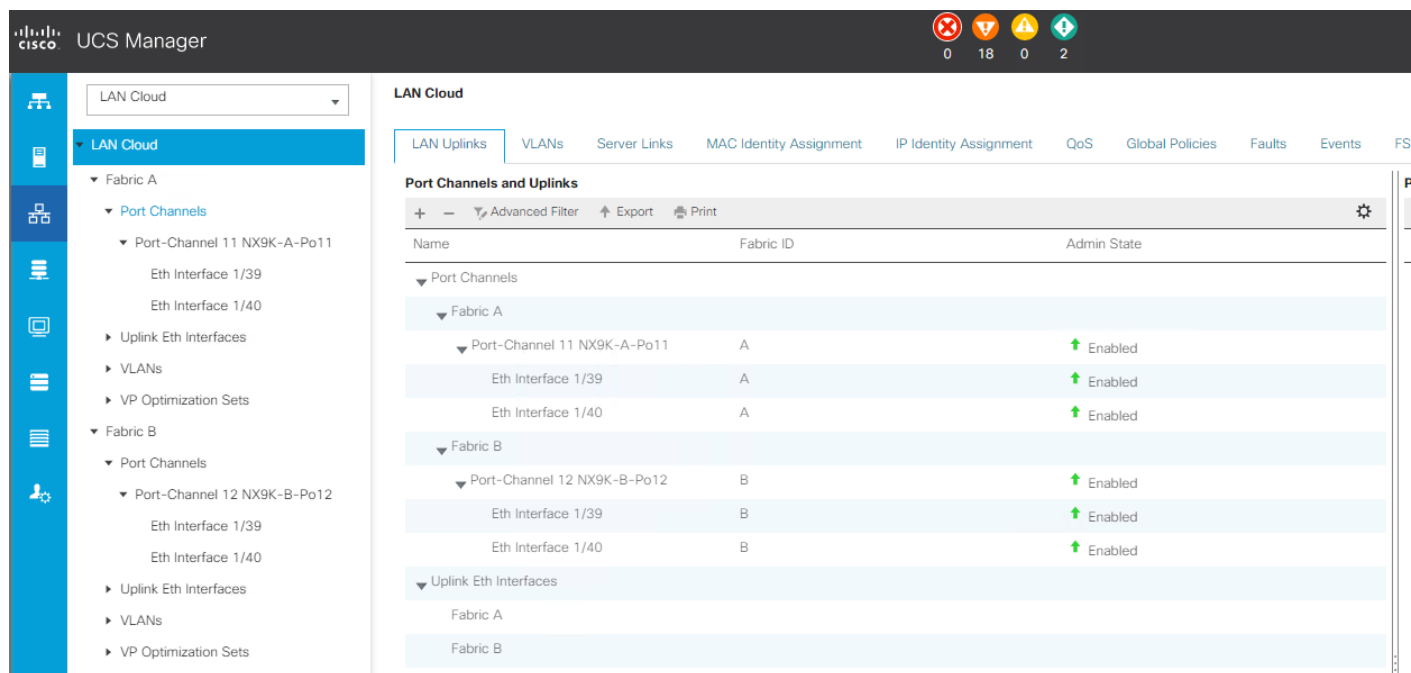 cisco. UCS Manager
0 18 0 2
LAN Cloud
LAN Cloud
Fabric A
Port Channels
Port-Channel 11 NX9K-A-Po11
Eth Interface 1/39
Eth Interface 1/40
Uplink Eth Interfaces
VLANs
VP Optimization Sets
Fabric B
Port Channels
Port-Channel 12 NX9K-B-Po12
Eth Interface 1/39
Eth Interface 1/40
Uplink Eth Interfaces
VLANs
VP Optimization Sets
LAN Cloud
LAN Uplinks VLANs Server Links MAC Identity Assignment IP Identity Assignment QoS Global Policies Faults Events FS
Port Channels and Uplinks
+ − Advanced Filter Export Print
Name Fabric ID Admin State
Port Channels
Fabric A
Port-Channel 11 NX9K-A-Po11 A Enabled
Eth Interface 1/39 A Enabled
Eth Interface 1/40 A Enabled
Fabric B
Port-Channel 12 NX9K-B-Po12 B Enabled
Eth Interface 1/39 B Enabled
Eth Interface 1/40 B Enabled
Uplink Eth Interfaces
Fabric A
Fabric B